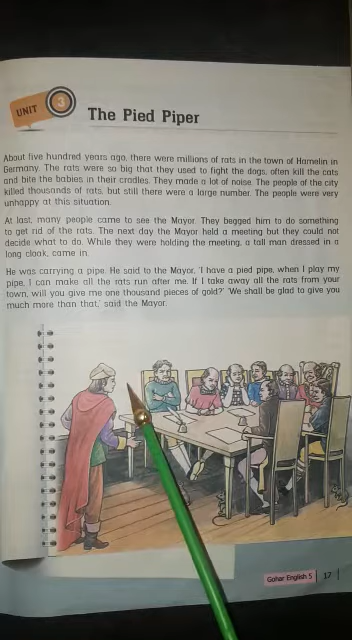 UNIT 3
The Pied Piper
About five hundred years ago, there were millions of rats in the town of Hamelin in
Germany. The rats were so big that they used to fight the dogs, often kill the cats
and bite the babies in their cradles. They made a lot of noise. The people of the city
killed thousands of rats, but still there were a large number. The people were very
unhappy at this situation.
At last, many people came to see the Mayor. They begged him to do something
to get rid of the rats. The next day the Mayor held a meeting but they could not
decide what to do. While they were holding the meeting, a tall man dressed in a
long cloak, came in.
He was carrying a pipe. He said to the Mayor, 'I have a pied pipe, when I play my
pipe, I can make all the rats run after me. If I take away all the rats from your
town, will you give me one thousand pieces of gold?' 'We shall be glad to give you
much more than that,' said the Mayor.
Gohar English 5 17